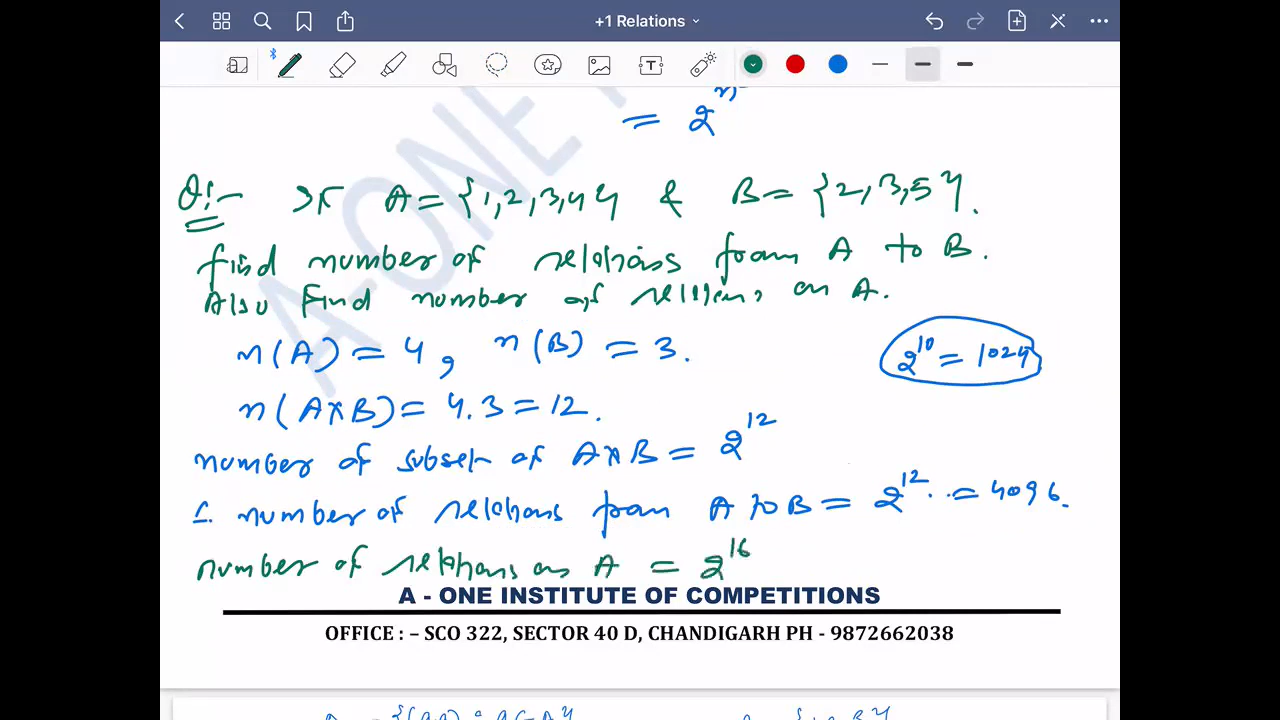 +1 Relations
= 2
Q:- If A = {1,2,3,4} & B = {2,3,5}.
find number of relations from A to B.
Also find number of relations on A.
n(A) = 4, n(B) = 3.
2^10 = 1024
n(A×B) = 4.3 = 12.
number of subset of A×B = 2^12
∴ number of relations from A to B = 2^12 = 4096.
number of relations on A = 2^16
A - ONE INSTITUTE OF COMPETITIONS
OFFICE : – SCO 322, SECTOR 40 D, CHANDIGARH PH - 9872662038